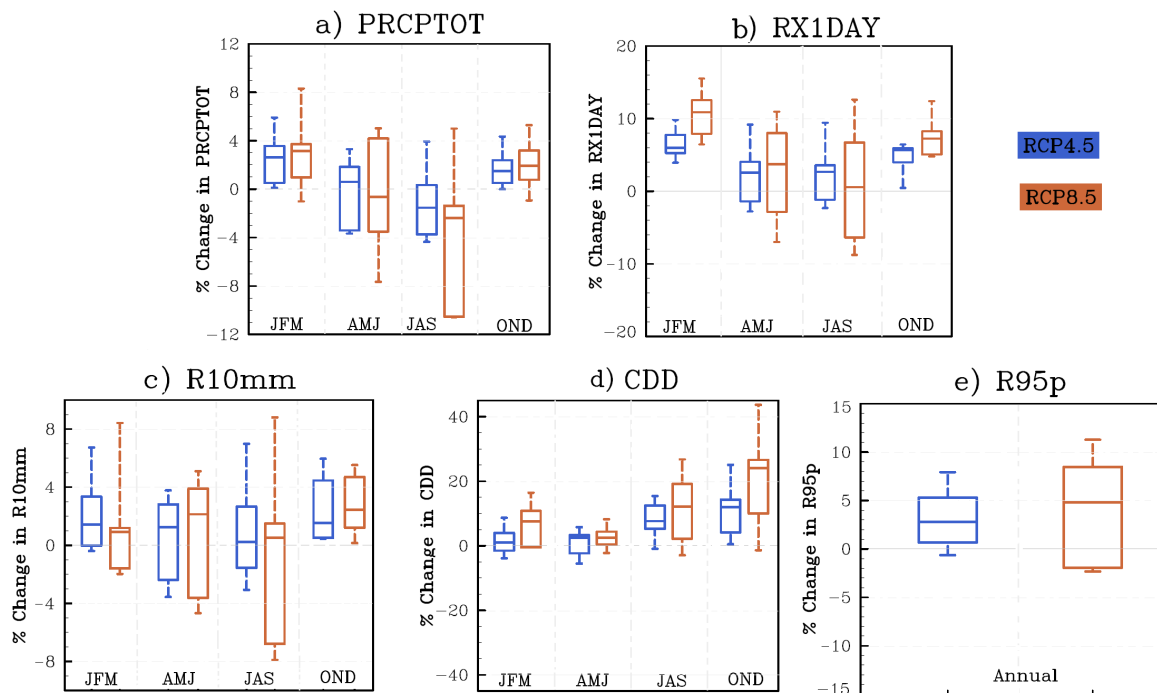 a) PRCPTOT
% Change in PRCPTOT
12
8
4
0
-4
-8
-12
JFM AMJ JAS OND
b) RX1DAY
% Change in RX1DAY
20
10
0
-10
-20
JFM AMJ JAS OND
RCP4.5
RCP8.5
c) R10mm
% Change in R10mm
8
4
0
-4
-8
JFM AMJ JAS OND
d) CDD
% Change in CDD
40
20
0
-20
-40
JFM AMJ JAS OND
e) R95p
% Change in R95p
15
10
5
0
-5
-10
-15
Annual